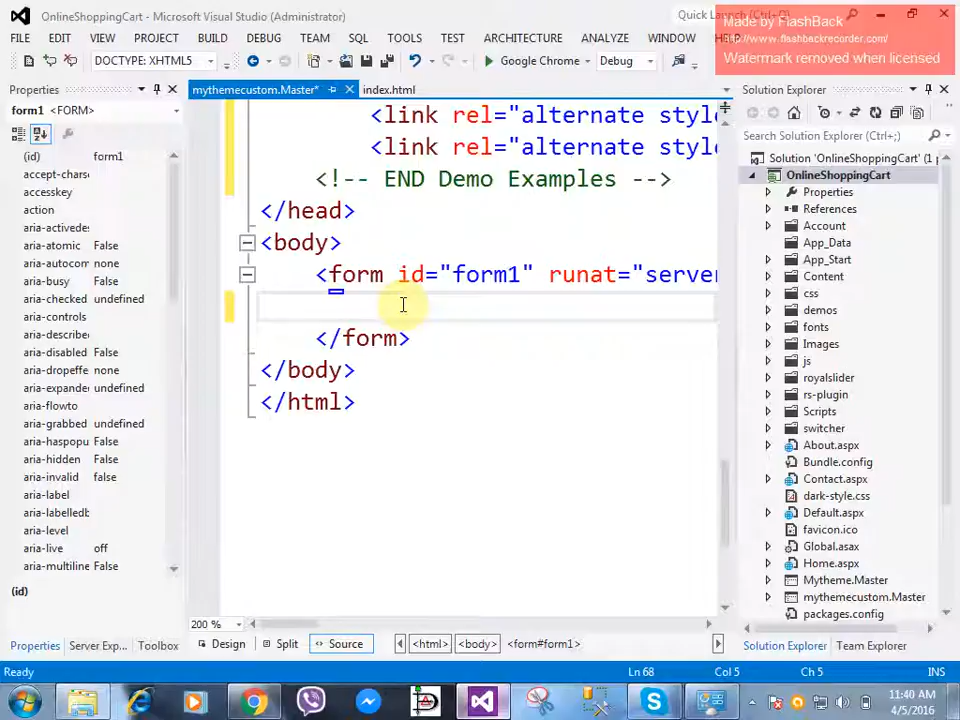 OnlineShoppingCart - Microsoft Visual Studio (Administrator)
Quick Launch (Ctrl+Q)
Made by FlashBack
http://www.flashbackrecorder.com/
Watermark removed when licensed
FILE EDIT VIEW PROJECT BUILD DEBUG TEAM SQL TOOLS TEST ARCHITECTURE ANALYZE WINDOW HELP
DOCTYPE: XHTML5 Google Chrome Debug
Properties
form1 <FORM>
(id) form1
accept-chars
accesskey
action
aria-activedes
aria-atomic False
aria-autocom none
aria-busy False
aria-checked undefined
aria-controls
aria-describe
aria-disabled False
aria-dropeffe none
aria-expande undefined
aria-flowto
aria-grabbed undefined
aria-haspopu False
aria-hidden False
aria-invalid false
aria-label
aria-labelledb
aria-level
aria-live off
aria-multiline False
(id)
Properties Server Exp... Toolbox
mythemecustom.Master* index.html
<link rel="alternate style
<link rel="alternate style
<!-- END Demo Examples -->
</head>
<body>
<form id="form1" runat="server
</form>
</body>
</html>
200 %
Design Split Source <html> <body> <form#form1>
Solution Explorer
Search Solution Explorer (Ctrl+;)
Solution 'OnlineShoppingCart' (1 p
OnlineShoppingCart
Properties
References
Account
App_Data
App_Start
Content
css
demos
fonts
Images
js
royalslider
rs-plugin
Scripts
switcher
About.aspx
Bundle.config
Contact.aspx
dark-style.css
Default.aspx
favicon.ico
Global.asax
Home.aspx
Mytheme.Master
mythemecustom.Master
packages.config
Solution Explorer Team Explorer
Ready Ln 68 Col 5 Ch 5 INS
11:40 AM
4/5/2016